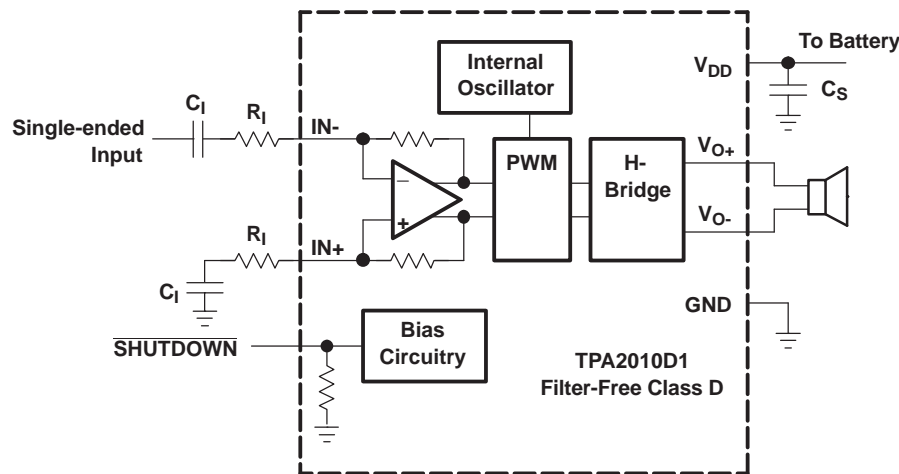 To Battery
Internal
Oscillator
V_DD
C_S
C_I
R_I
IN-
Single-ended
Input
PWM
H-
Bridge
V_O+
V_O-
−
+
R_I
IN+
C_I
GND
SHUTDOWN
Bias
Circuitry
TPA2010D1
Filter-Free Class D